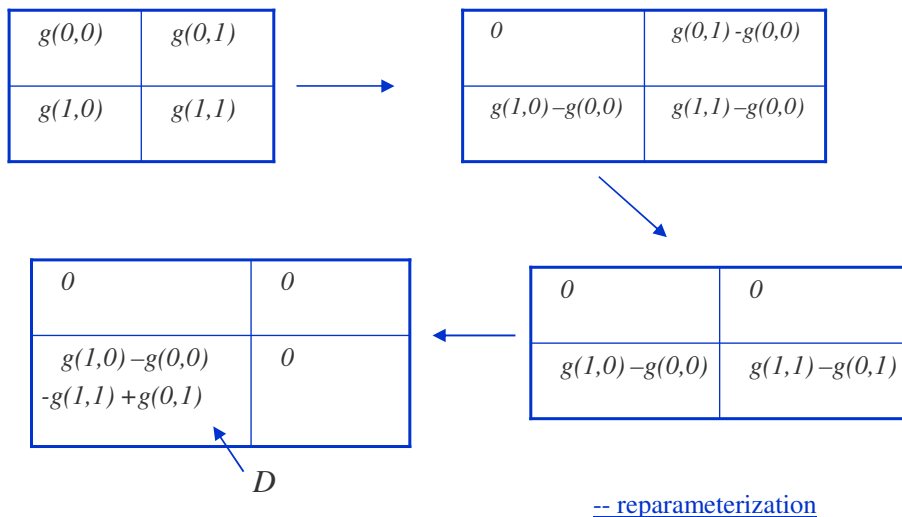 g(0,0) g(0,1)
g(1,0) g(1,1)
0 g(0,1) -g(0,0)
g(1,0) –g(0,0) g(1,1) –g(0,0)
0 0
g(1,0) –g(0,0) g(1,1) –g(0,1)
0 0
g(1,0) –g(0,0) 0
-g(1,1) +g(0,1)
D
-- reparameterization